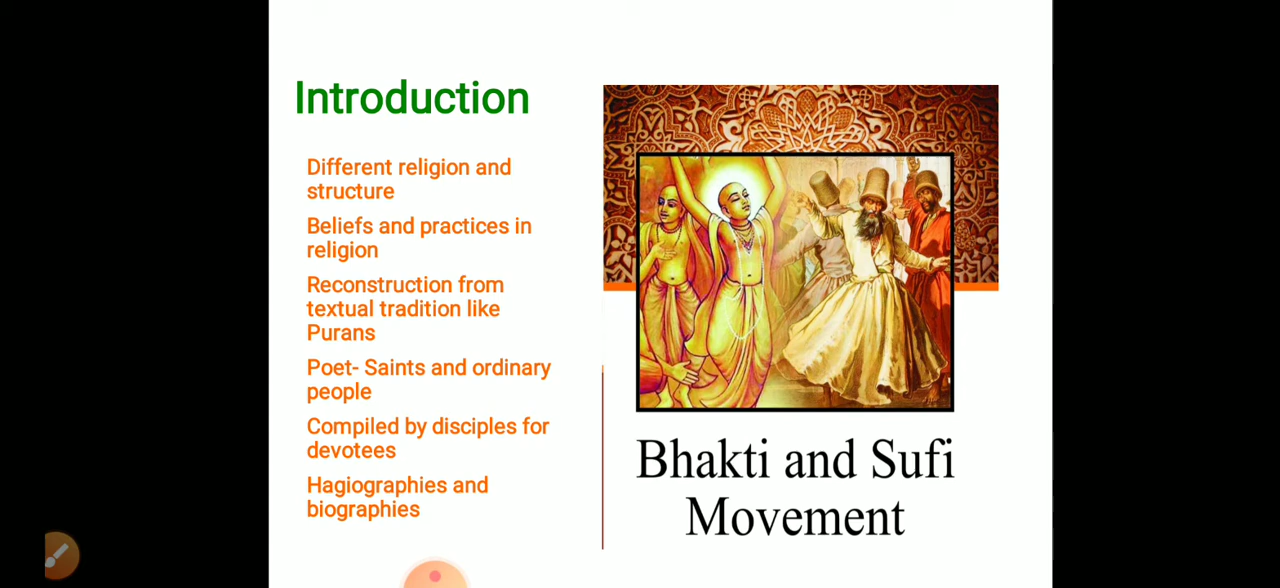 Introduction
Different religion and
structure
Beliefs and practices in
religion
Reconstruction from
textual tradition like
Purans
Poet- Saints and ordinary
people
Compiled by disciples for
devotees
Hagiographies and
biographies
Bhakti and Sufi
Movement